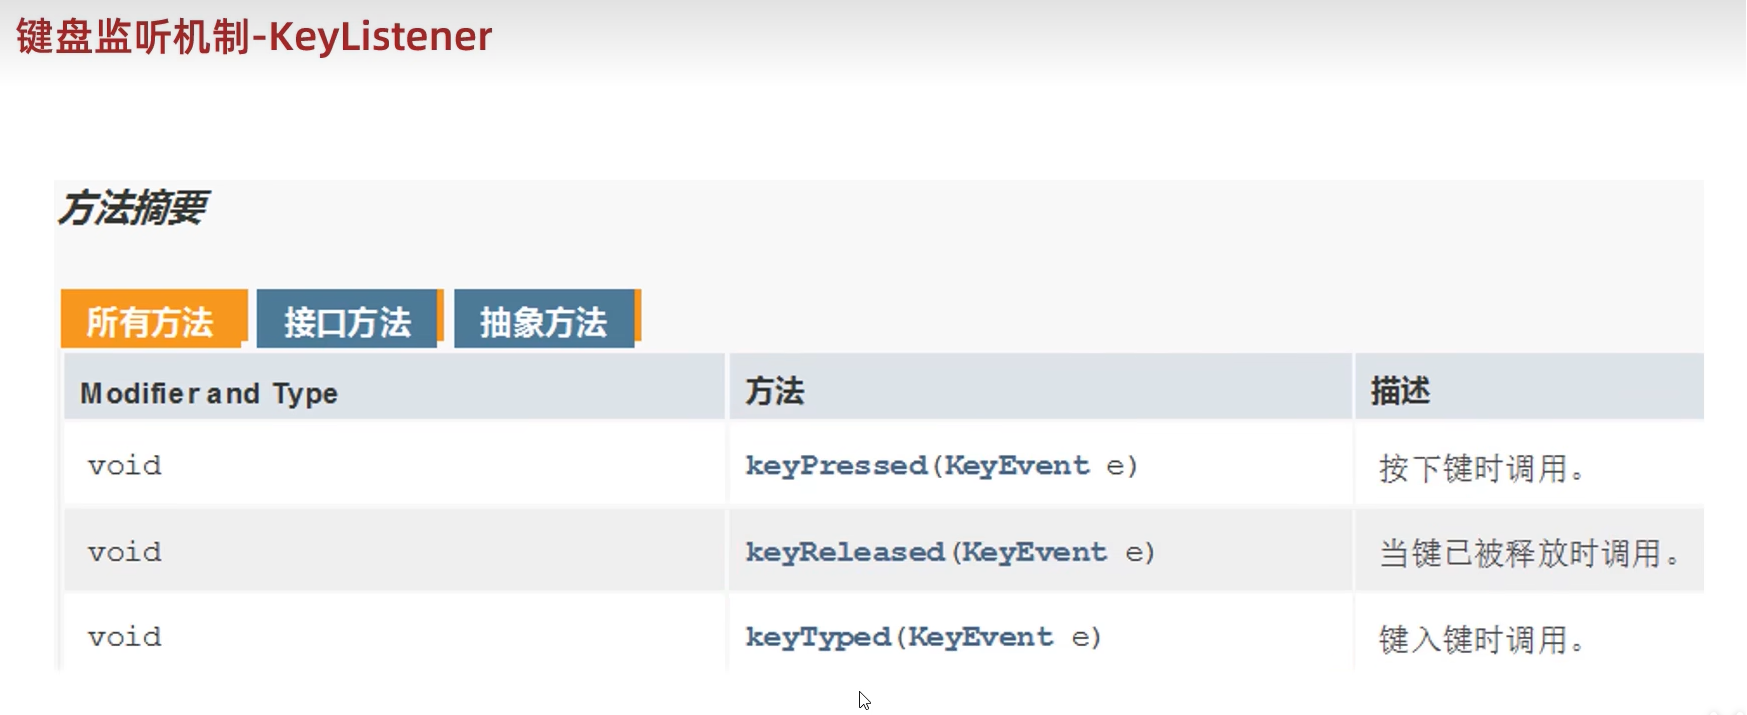 键盘监听机制-KeyListener
方法摘要
所有方法 接口方法 抽象方法
Modifier and Type 方法 描述
void keyPressed(KeyEvent e) 按下键时调用。
void keyReleased(KeyEvent e) 当键已被释放时调用。
void keyTyped(KeyEvent e) 键入键时调用。